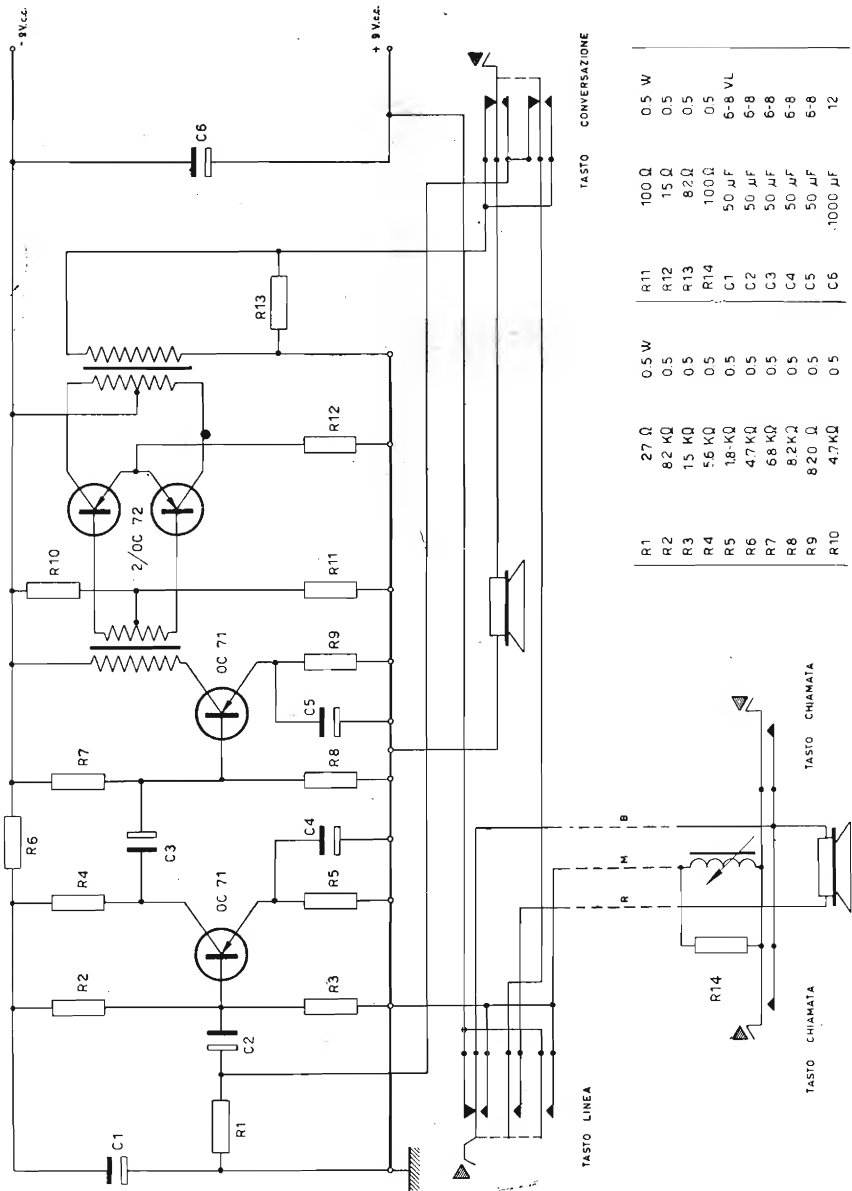 - 9 V.c.c.
R6
C1
R2
R4
R7
R10
C6
C3
2/OC 72
R13
C2
OC 71
OC 71
R1
R3
R5
C4
R8
C5
R9
R11
R12
+ 9 V.c.c.
TASTO LINEA
TASTO CONVERSAZIONE
R
M
B
R14
TASTO CHIAMATA
TASTO CHIAMATA
R1 27 Ω 0.5 W
R2 82 KΩ 0.5
R3 15 KΩ 0.5
R4 5.6 KΩ 0.5
R5 1.8 KΩ 0.5
R6 4.7 KΩ 0.5
R7 68 KΩ 0.5
R8 8.2 KΩ 0.5
R9 820 Ω 0.5
R10 4.7 KΩ 0.5
R11 100 Ω 0.5 W
R12 15 Ω 0.5
R13 82 Ω 0.5
R14 100 Ω 0.5
C1 50 µF 6-8 VL
C2 50 µF 6-8
C3 50 µF 6-8
C4 50 µF 6-8
C5 50 µF 6-8
C6 1000 µF 12